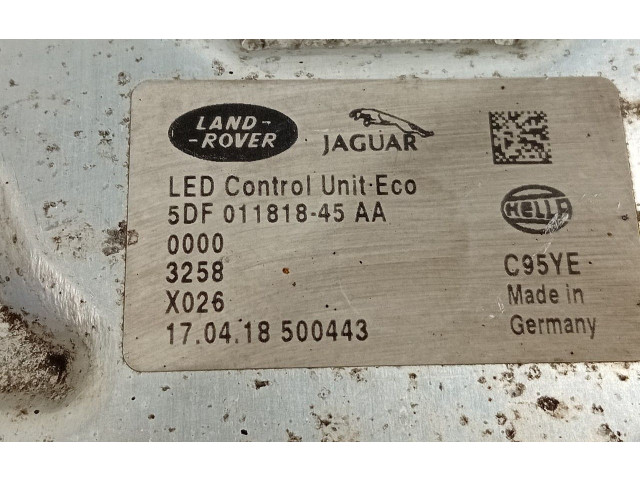 LAND-
-ROVER
JAGUAR
LED Control Unit-Eco
5DF 011818-45 AA
HELLA
0000
3258
C95YE
X026
Made in
Germany
17.04.18 500443